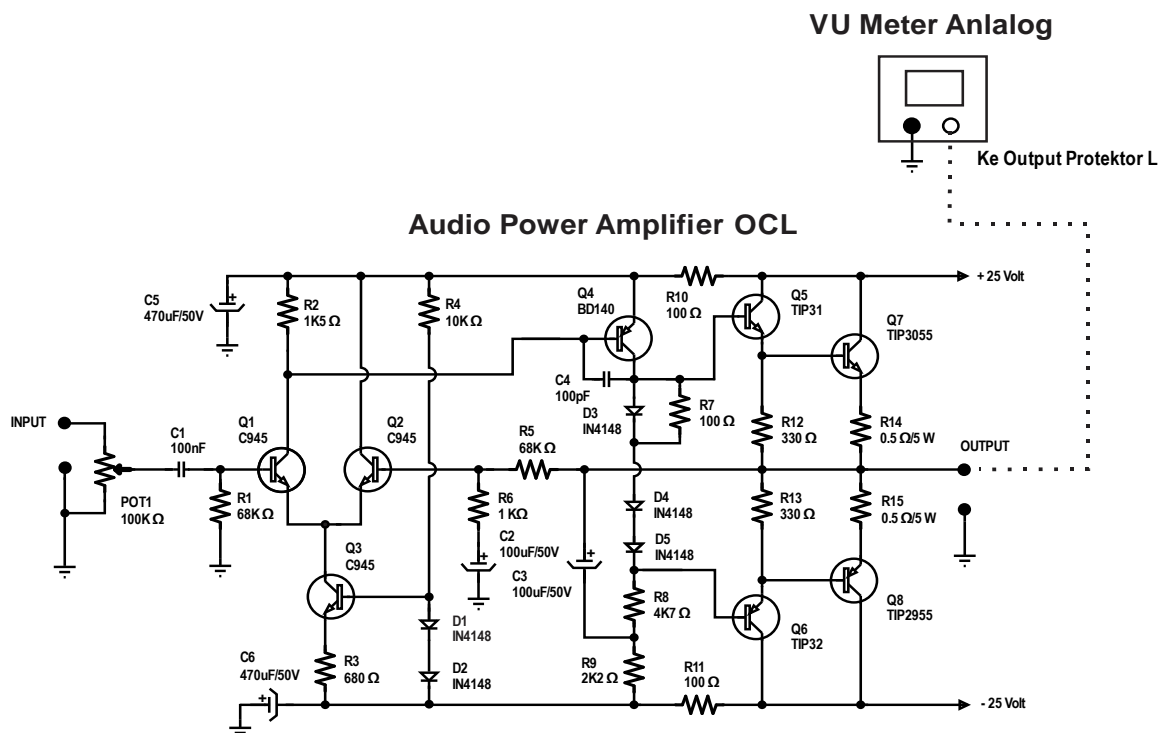 VU Meter Anlalog
Ke Output Protektor L
Audio Power Amplifier OCL
+ 25 Volt
C5
470uF/50V
R2
1K5 Ω
R4
10K Ω
Q4
BD140
R10
100 Ω
Q5
TIP31
Q7
TIP3055
C4
100pF
D3
IN4148
R7
100 Ω
R12
330 Ω
R14
0.5 Ω/5 W
INPUT
C1
100nF
Q1
C945
Q2
C945
R5
68K Ω
OUTPUT
POT1
100K Ω
R1
68K Ω
R6
1 KΩ
C2
100uF/50V
C3
100uF/50V
D4
IN4148
D5
IN4148
R13
330 Ω
R15
0.5 Ω/5 W
Q3
C945
R8
4K7 Ω
Q6
TIP32
Q8
TIP2955
D1
IN4148
D2
IN4148
C6
470uF/50V
R3
680 Ω
R9
2K2 Ω
R11
100 Ω
- 25 Volt